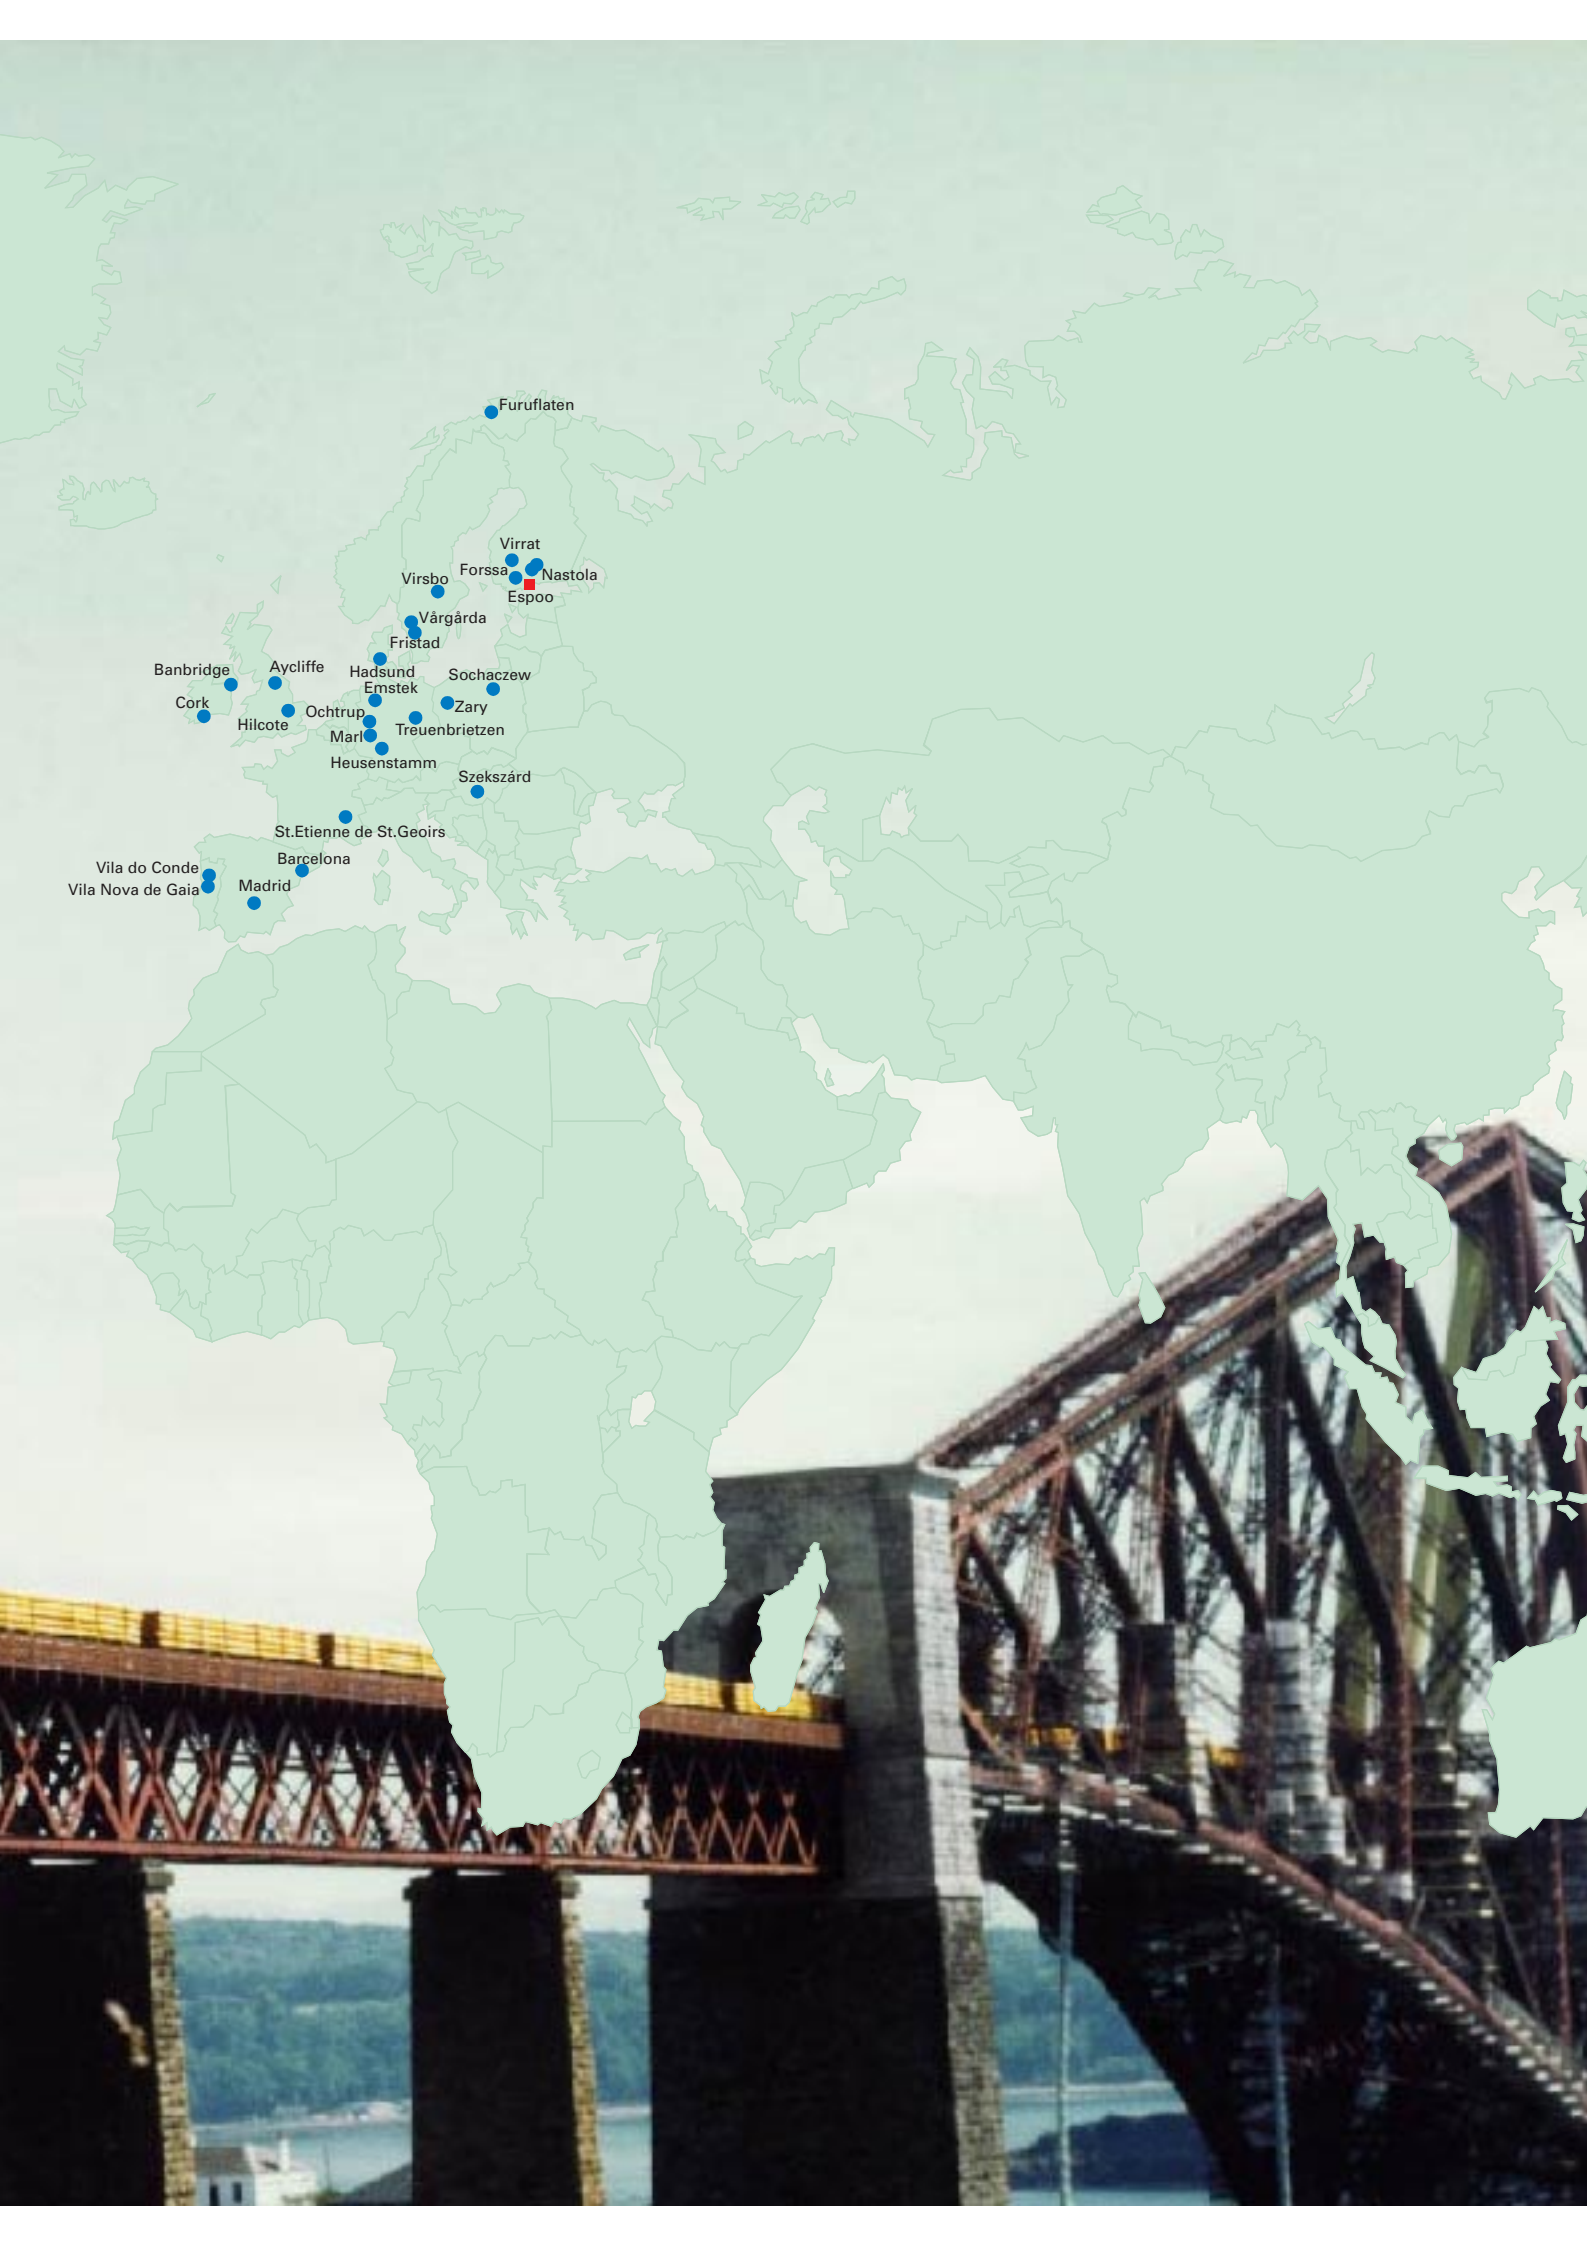 Furuflaten
Virrat
Forssa
Nastola
Virsbo
Espoo
Vårgårda
Fristad
Banbridge
Aycliffe
Hadsund
Sochaczew
Emstek
Cork
Zary
Ochtrup
Hilcote
Treuenbrietzen
Marl
Heusenstamm
Szekszárd
St.Etienne de St.Geoirs
Barcelona
Vila do Conde
Madrid
Vila Nova de Gaia